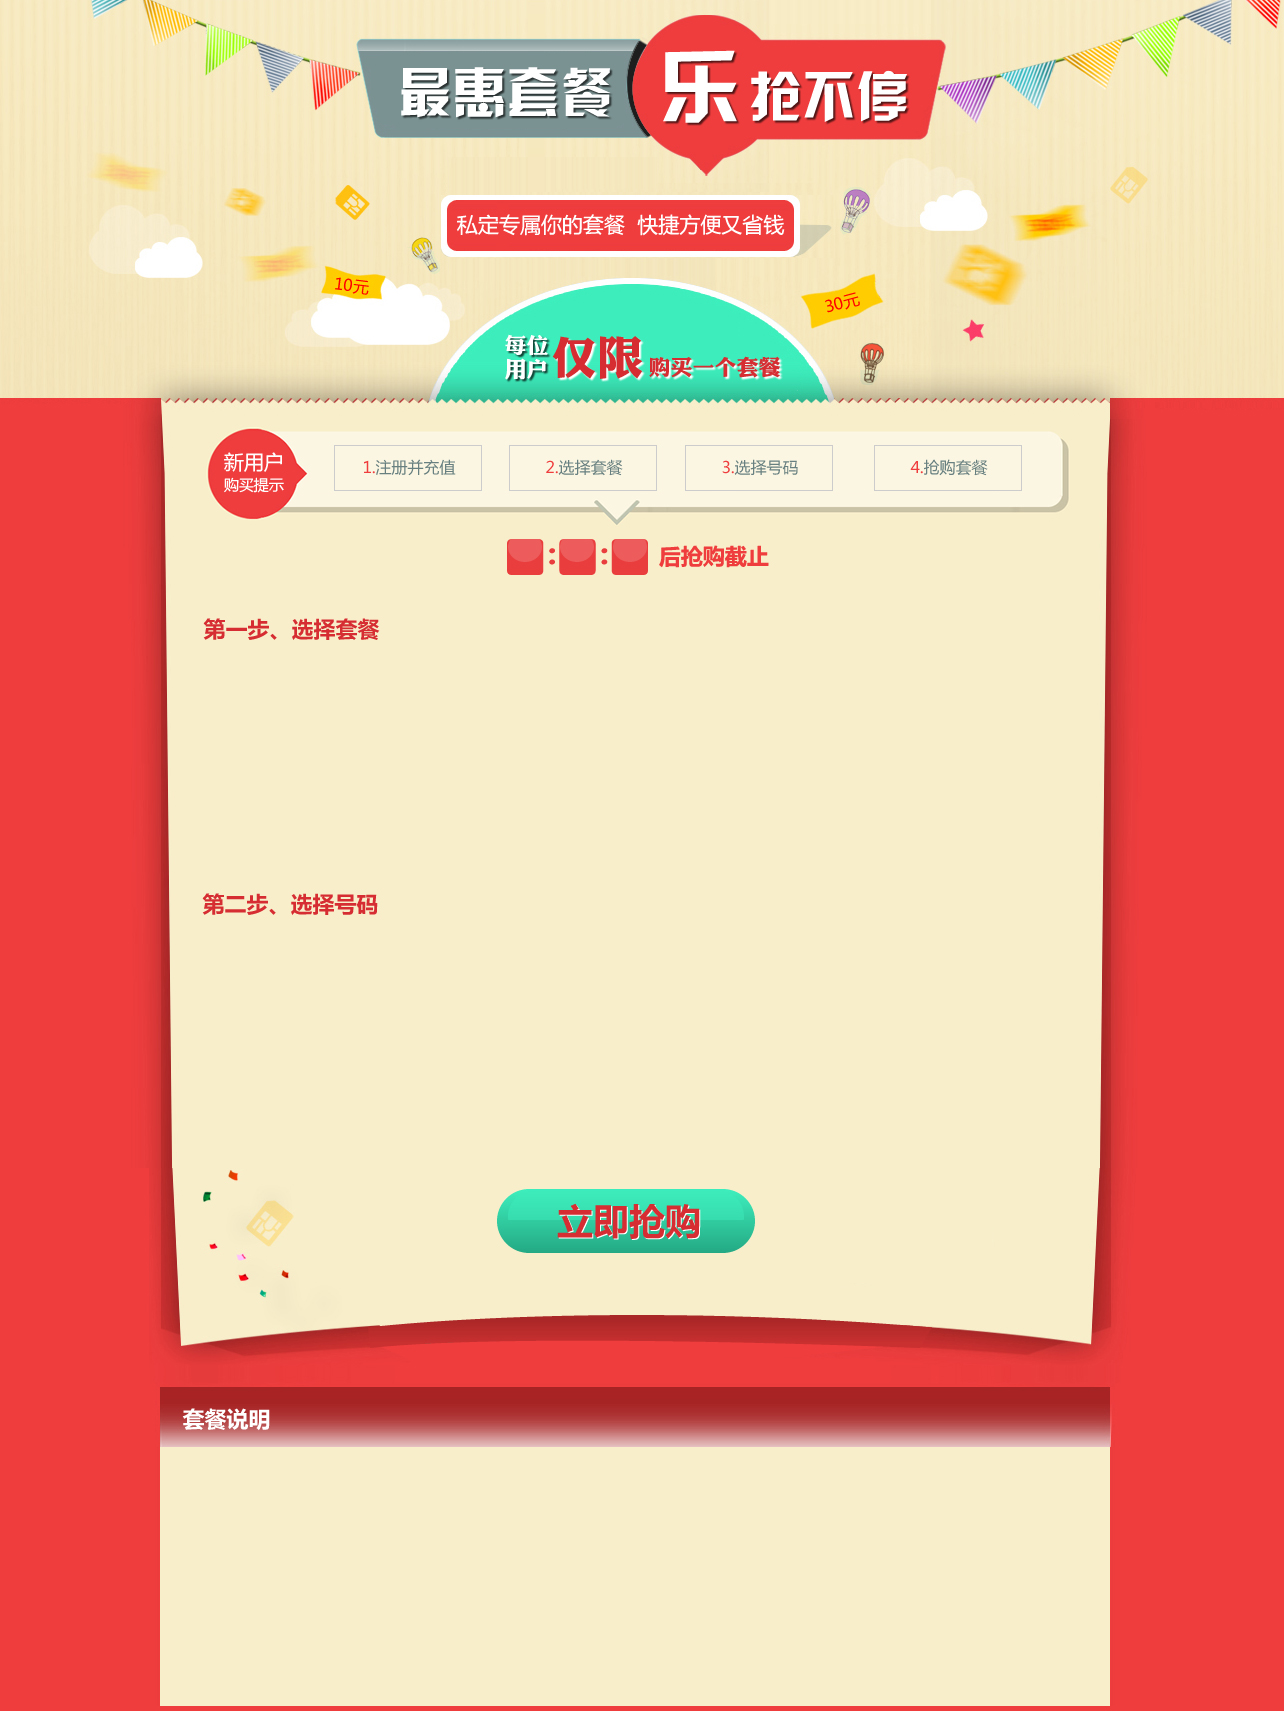 最惠套餐 乐抢不停
私定专属你的套餐 快捷方便又省钱
10元
30元
每位用户仅限购买一个套餐
新用户
购买提示
1.注册并充值
2.选择套餐
3.选择号码
4.抢购套餐
: : 后抢购截止
第一步、选择套餐
第二步、选择号码
立即抢购
套餐说明